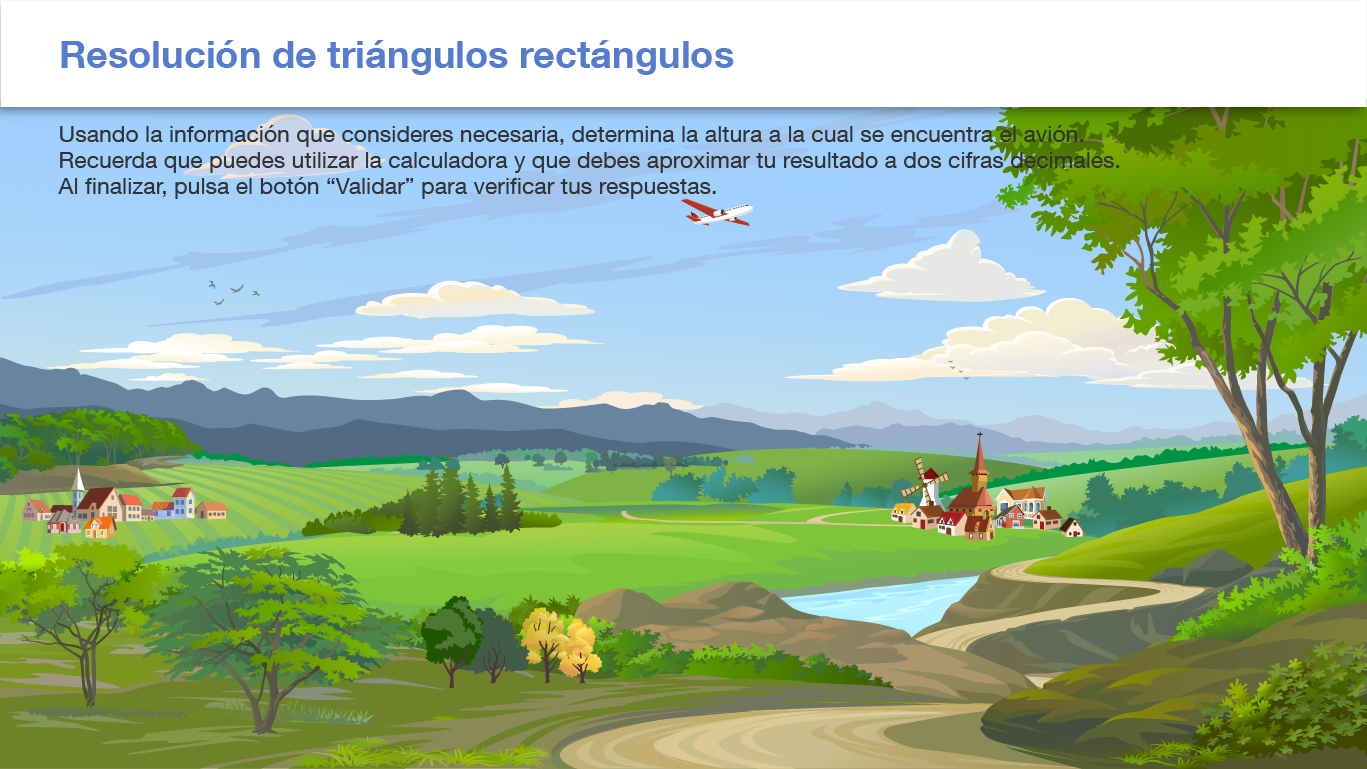 Resolución de triángulos rectángulos
Usando la información que consideres necesaria, determina la altura a la cual se encuentra el avión.
Recuerda que puedes utilizar la calculadora y que debes aproximar tu resultado a dos cifras decimales.
Al finalizar, pulsa el botón “Validar” para verificar tus respuestas.